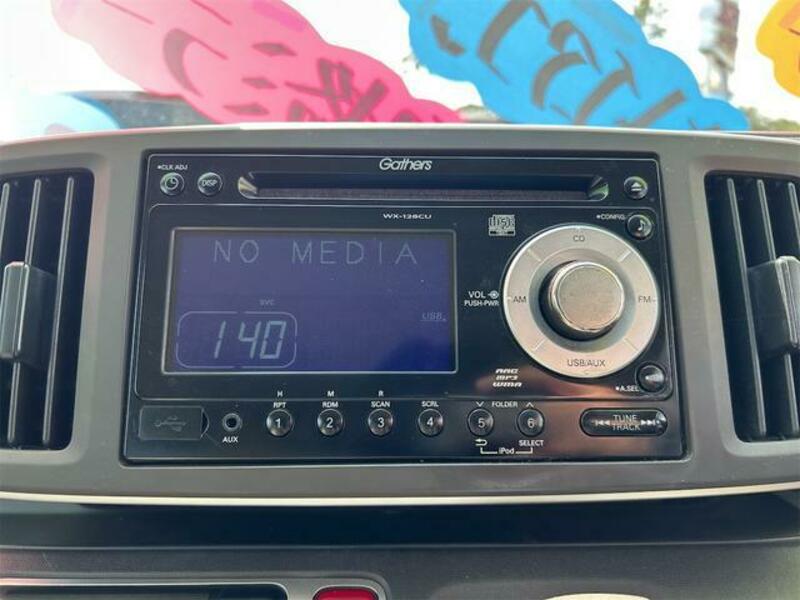 Gathers
CLK ADJ
DISP
WX-128CU
CONFIG
NO MEDIA
SVC
USB
1:40
CD
VOL
PUSH-PWR
AM
FM
USB/AUX
AAC
MP3
WMA
A.SEL
H M R
RPT RDM SCAN SCRL FOLDER
1 2 3 4 5 6
AUX
SELECT
iPod
TUNE
TRACK